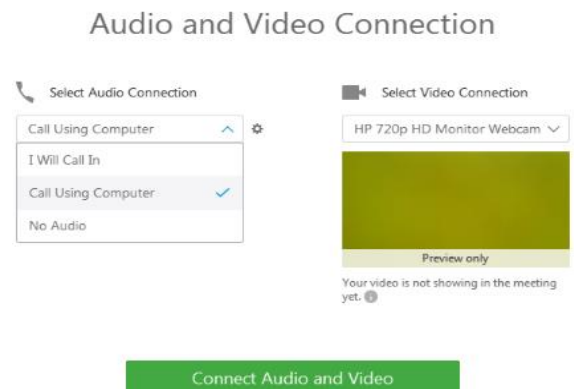 Audio and Video Connection
Select Audio Connection
Call Using Computer
I Will Call In
Call Using Computer
No Audio
Select Video Connection
HP 720p HD Monitor Webcam
Preview only
Your video is not showing in the meeting
yet.
Connect Audio and Video